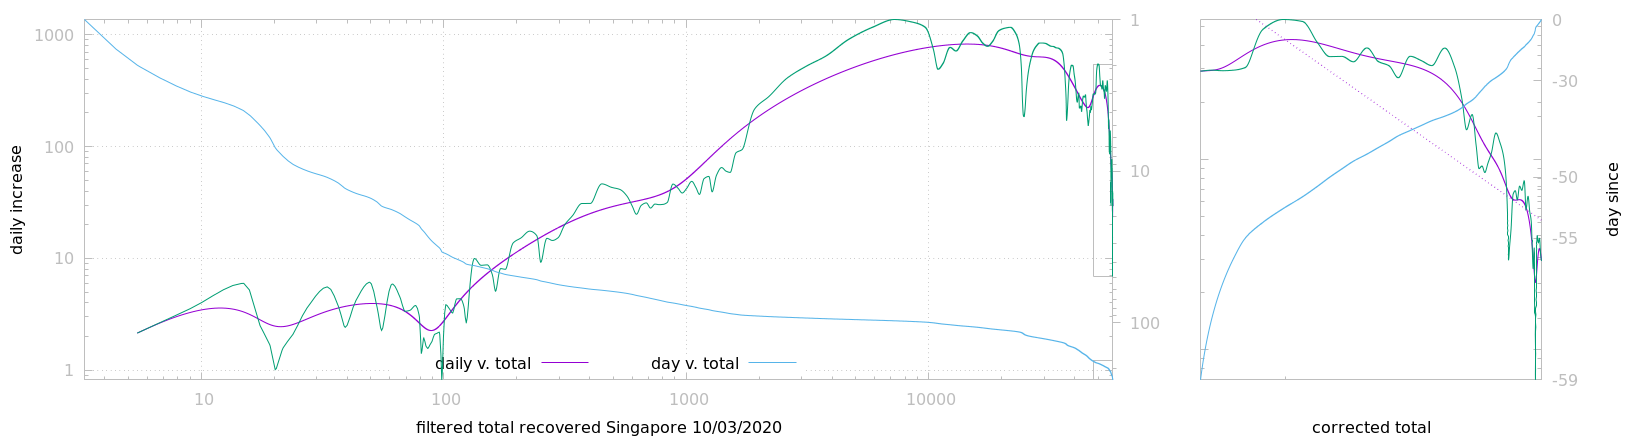 daily increase
1000
100
10
1
daily v. total
day v. total
10
100
1000
10000
filtered total recovered Singapore 10/03/2020
1
10
100
0
-30
-50
-55
-59
day since
corrected total